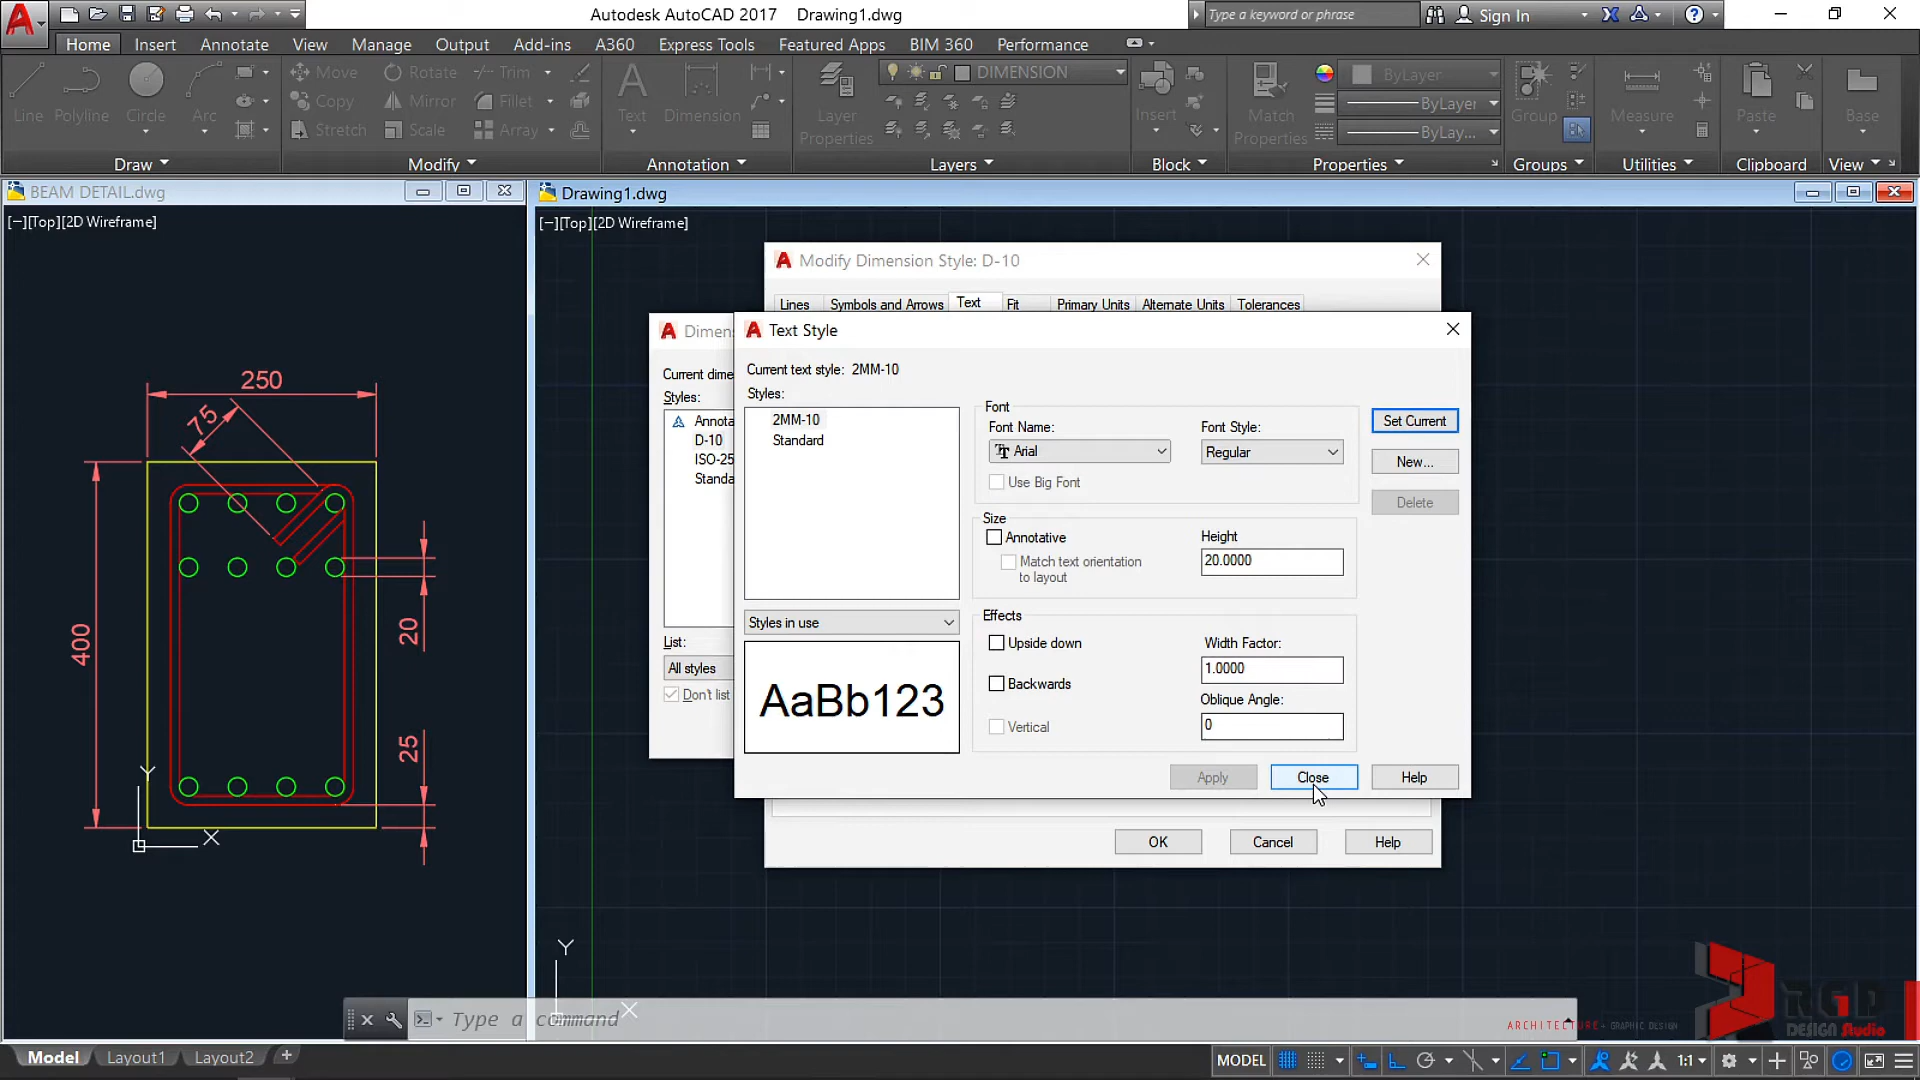 Autodesk AutoCAD 2017 Drawing1.dwg
Type a keyword or phrase
Sign In
Home Insert Annotate View Manage Output Add-ins A360 Express Tools Featured Apps BIM 360 Performance
Line Polyline Circle Arc
Move Rotate Trim
Copy Mirror Fillet
Stretch Scale Array
Text Dimension
Layer Properties
DIMENSION
Insert
Match Properties
ByLayer
ByLayer
ByLay...
Group
Measure
Paste
Base
Draw Modify Annotation Layers Block Properties Groups Utilities Clipboard View
BEAM DETAIL.dwg
[−][Top][2D Wireframe]
250
75
400
20
25
Y
X
Drawing1.dwg
[−][Top][2D Wireframe]
Modify Dimension Style: D-10
Lines Symbols and Arrows Text Fit Primary Units Alternate Units Tolerances
OK Cancel Help
Dimen
Current dime
Styles:
Annota
D-10
ISO-25
Standa
List:
All styles
Don't list
Text Style
Current text style: 2MM-10
Styles:
2MM-10
Standard
Styles in use
AaBb123
Font
Font Name:
Arial
Font Style:
Regular
Use Big Font
Size
Annotative
Match text orientation
to layout
Height
20.0000
Effects
Upside down
Backwards
Vertical
Width Factor:
1.0000
Oblique Angle:
0
Set Current
New...
Delete
Apply Close Help
Y
X
Type a command
ARCHITECTURE + GRAPHIC DESIGN
RGD
DESIGN Studio
Model Layout1 Layout2 +
MODEL 1:1